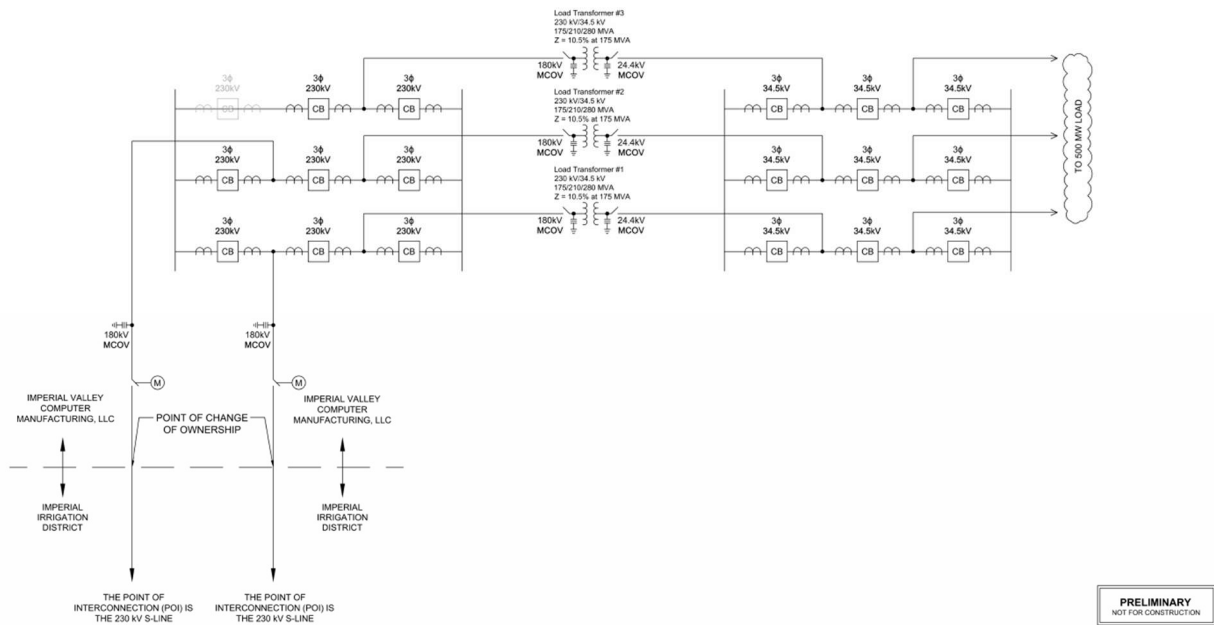 Load Transformer #3
230 kV/34.5 kV
175/210/280 MVA
Z = 10.5% at 175 MVA
180kV
MCOV
24.4kV
MCOV
3ϕ
230kV
CB
3ϕ
230kV
CB
3ϕ
230kV
CB
3ϕ
34.5kV
CB
3ϕ
34.5kV
CB
3ϕ
34.5kV
CB
Load Transformer #2
230 kV/34.5 kV
175/210/280 MVA
Z = 10.5% at 175 MVA
180kV
MCOV
24.4kV
MCOV
3ϕ
230kV
CB
3ϕ
230kV
CB
3ϕ
230kV
CB
3ϕ
34.5kV
CB
3ϕ
34.5kV
CB
3ϕ
34.5kV
CB
Load Transformer #1
230 kV/34.5 kV
175/210/280 MVA
Z = 10.5% at 175 MVA
180kV
MCOV
24.4kV
MCOV
3ϕ
230kV
CB
3ϕ
230kV
CB
3ϕ
230kV
CB
3ϕ
34.5kV
CB
3ϕ
34.5kV
CB
3ϕ
34.5kV
CB
TO 500 MW LOAD
180kV
MCOV
180kV
MCOV
M
M
IMPERIAL VALLEY
COMPUTER
MANUFACTURING, LLC
POINT OF CHANGE
OF OWNERSHIP
IMPERIAL VALLEY
COMPUTER
MANUFACTURING, LLC
IMPERIAL
IRRIGATION
DISTRICT
IMPERIAL
IRRIGATION
DISTRICT
THE POINT OF
INTERCONNECTION (POI) IS
THE 230 kV S-LINE
THE POINT OF
INTERCONNECTION (POI) IS
THE 230 kV S-LINE
PRELIMINARY
NOT FOR CONSTRUCTION